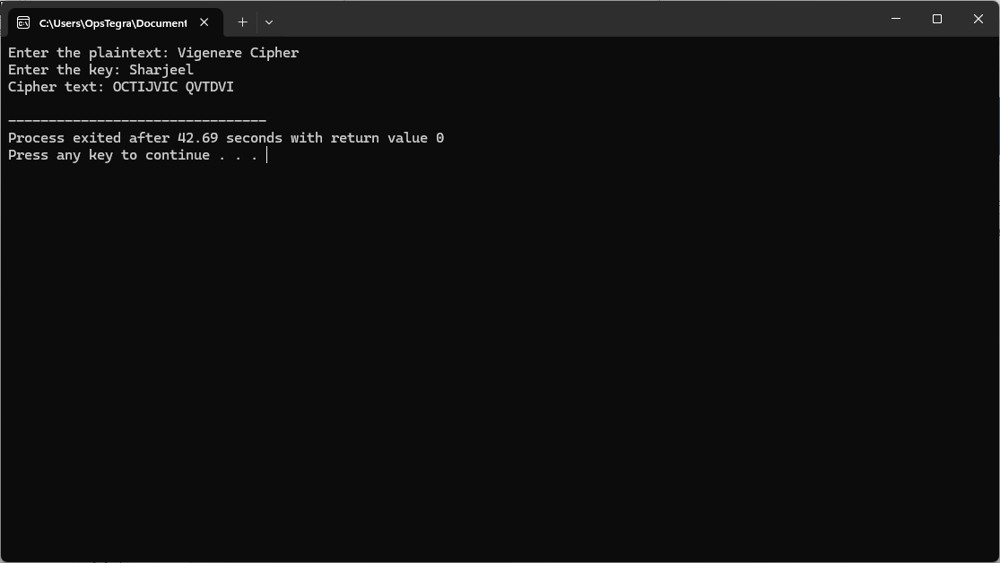 C:\Users\OpsTegra\Document
Enter the plaintext: Vigenere Cipher
Enter the key: Sharjeel
Cipher text: OCTIJVIC QVTDVI
--------------------------------
Process exited after 42.69 seconds with return value 0
Press any key to continue . . .